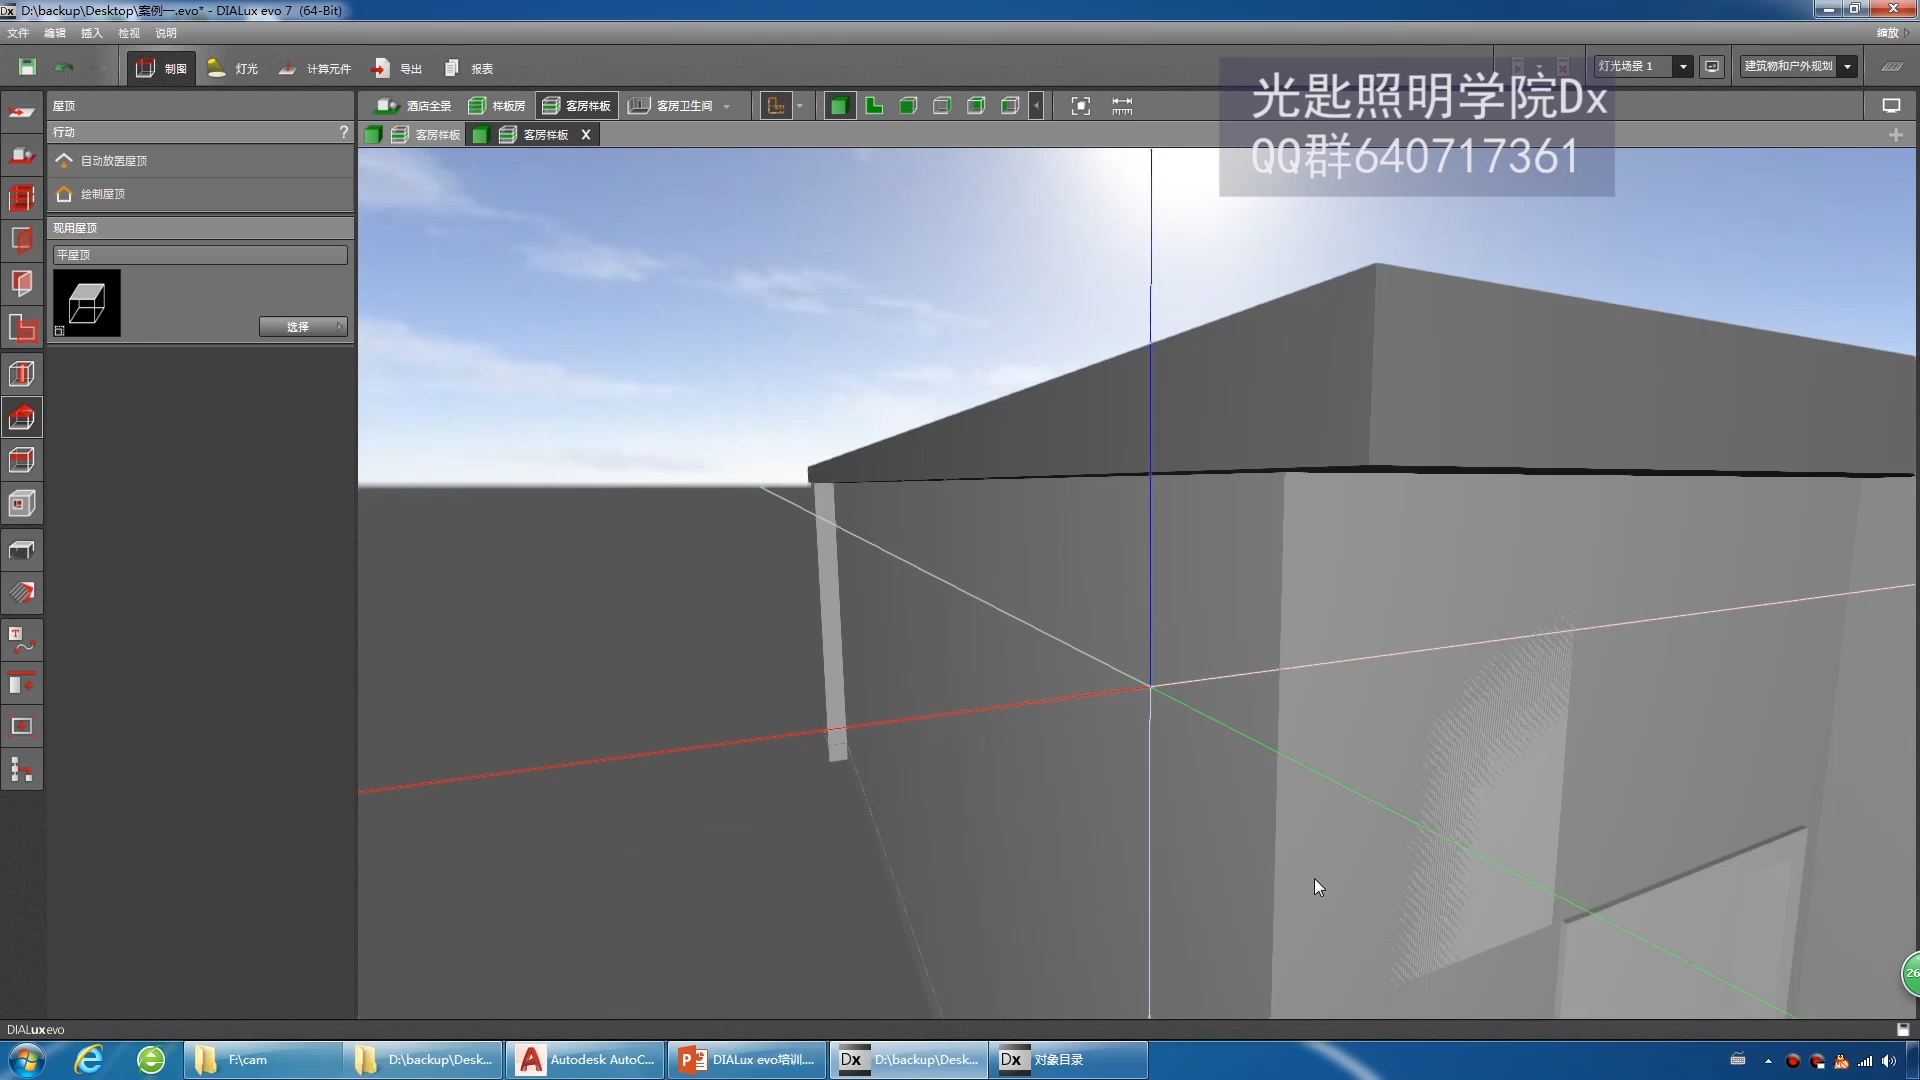 D:\backup\Desktop\案例一.evo* - DIALux evo 7  (64-Bit)
文件 编辑 插入 检视 说明 缩放
制图 灯光 计算元件 导出 报表 灯光场景 1 建筑物和户外规划
光匙照明学院Dx
QQ群640717361
屋顶 酒店全景 样板房 客房样板 客房卫生间
行动 ? 客房样板 客房样板 X
自动放置屋顶
绘制屋顶
现用屋顶
平屋顶
选择
26
DIALux evo
F:\cam D:\backup\Desk... Autodesk AutoC... DIALux evo培训.... D:\backup\Desk... 对象目录